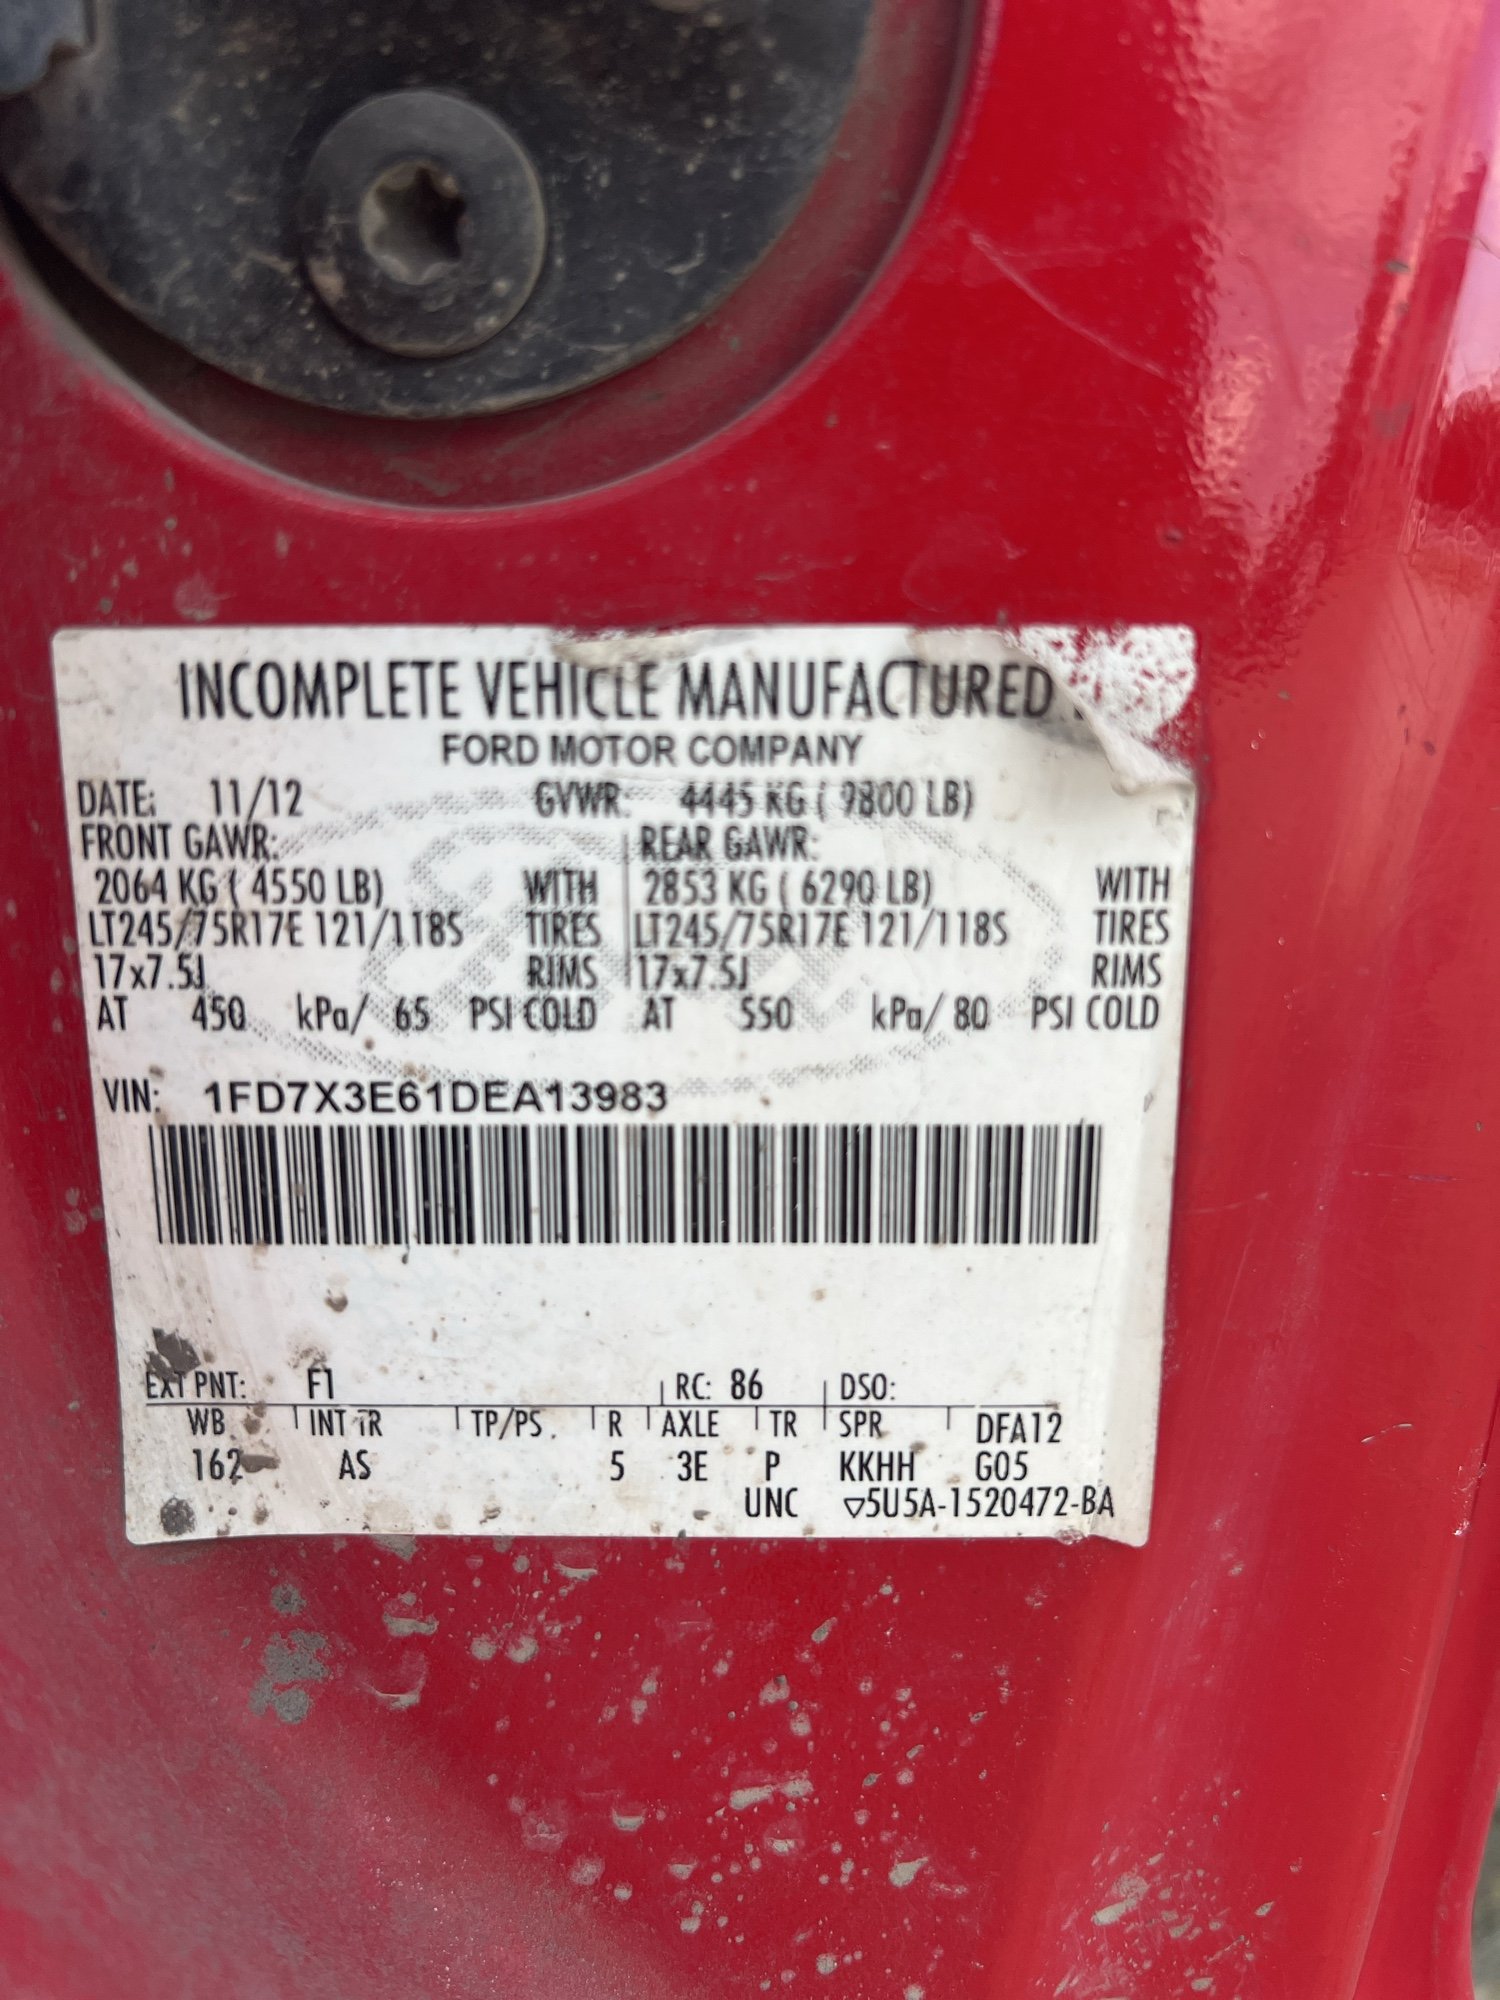 INCOMPLETE VEHICLE MANUFACTURED
FORD MOTOR COMPANY
DATE: 11/12 GVWR: 4445 KG ( 9800 LB)
FRONT GAWR: REAR GAWR:
2064 KG ( 4550 LB) WITH 2853 KG ( 6290 LB) WITH
LT245/75R17E 121/118S TIRES LT245/75R17E 121/118S TIRES
17x7.5J RIMS 17x7.5J RIMS
AT 450 kPa/ 65 PSI COLD AT 550 kPa/ 80 PSI COLD
VIN: 1FD7X3E61DEA13983
EXT PNT: F1 RC: 86 DSO:
WB INT TR TP/PS R AXLE TR SPR DFA12
162 AS 5 3E P KKHH G05
UNC ▽5U5A-1520472-BA